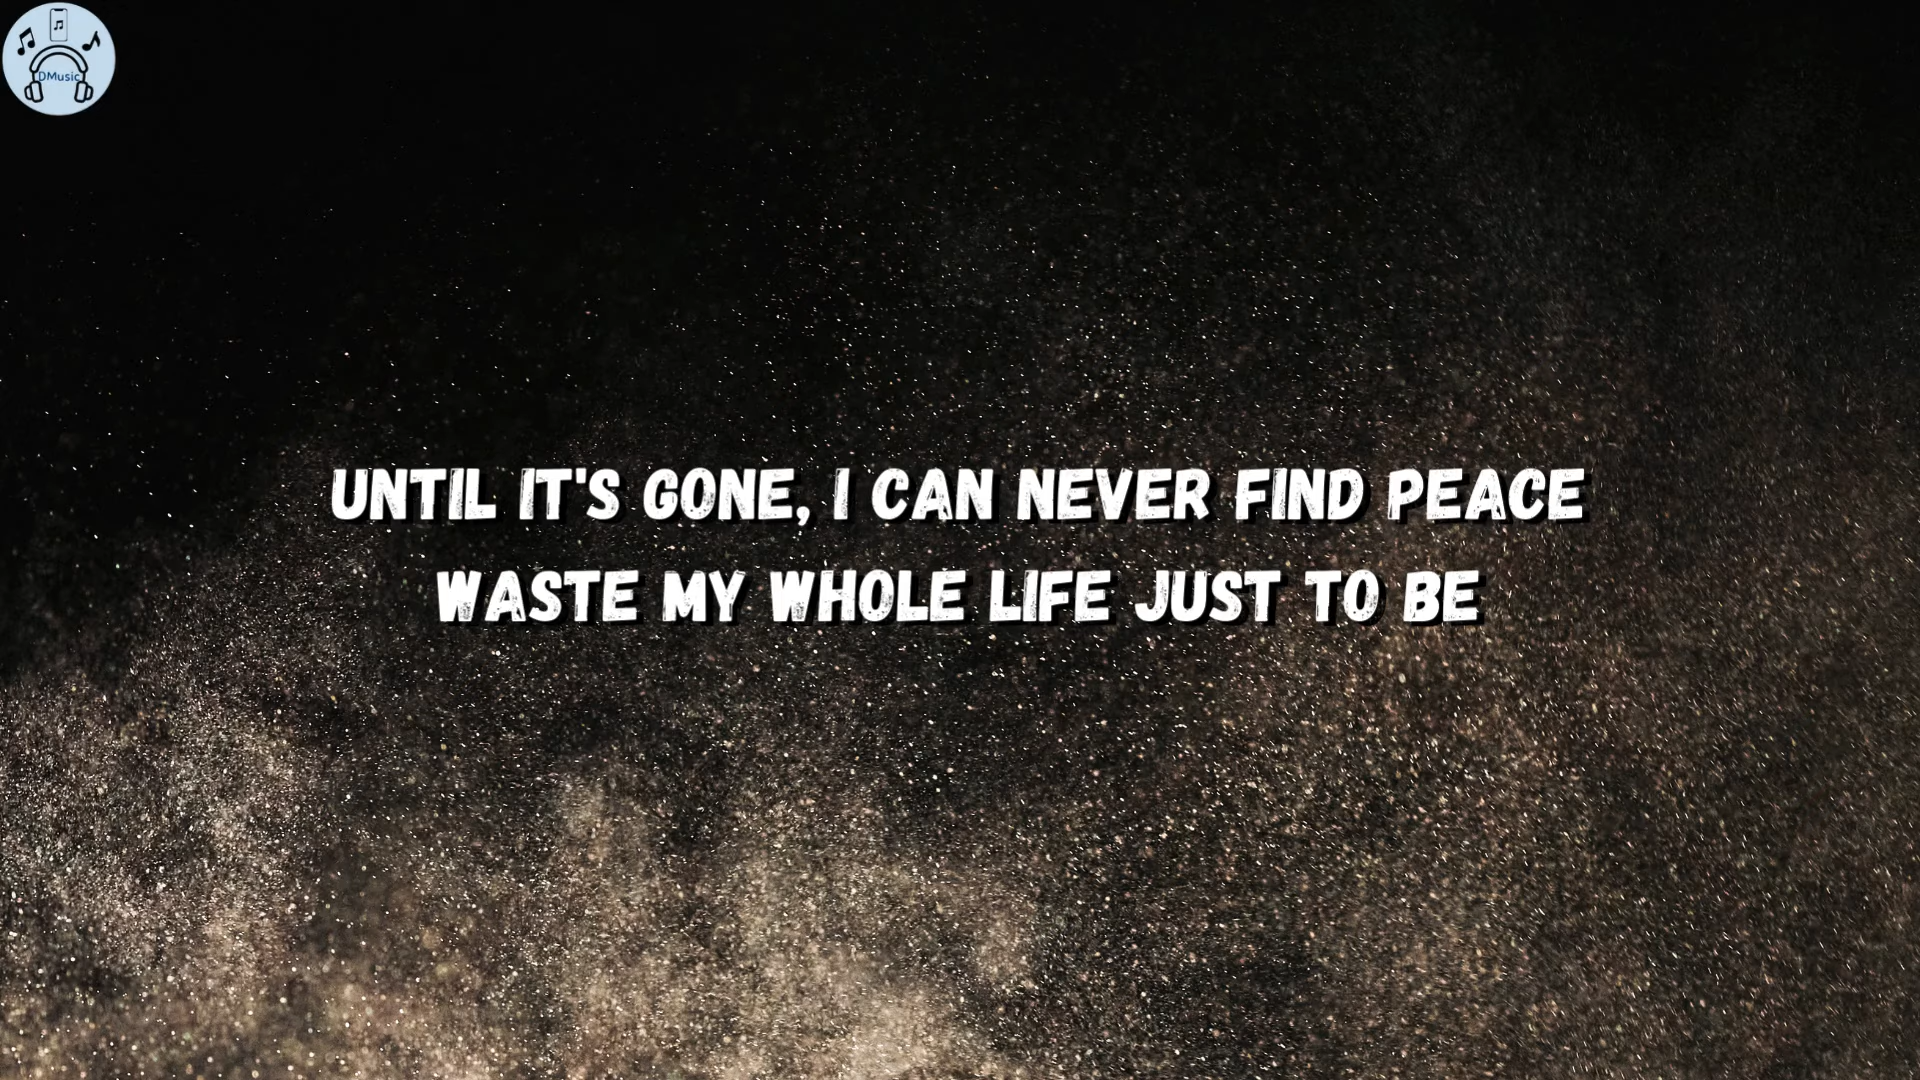 DMusic
UNTIL IT'S GONE, I CAN NEVER FIND PEACE
WASTE MY WHOLE LIFE JUST TO BE